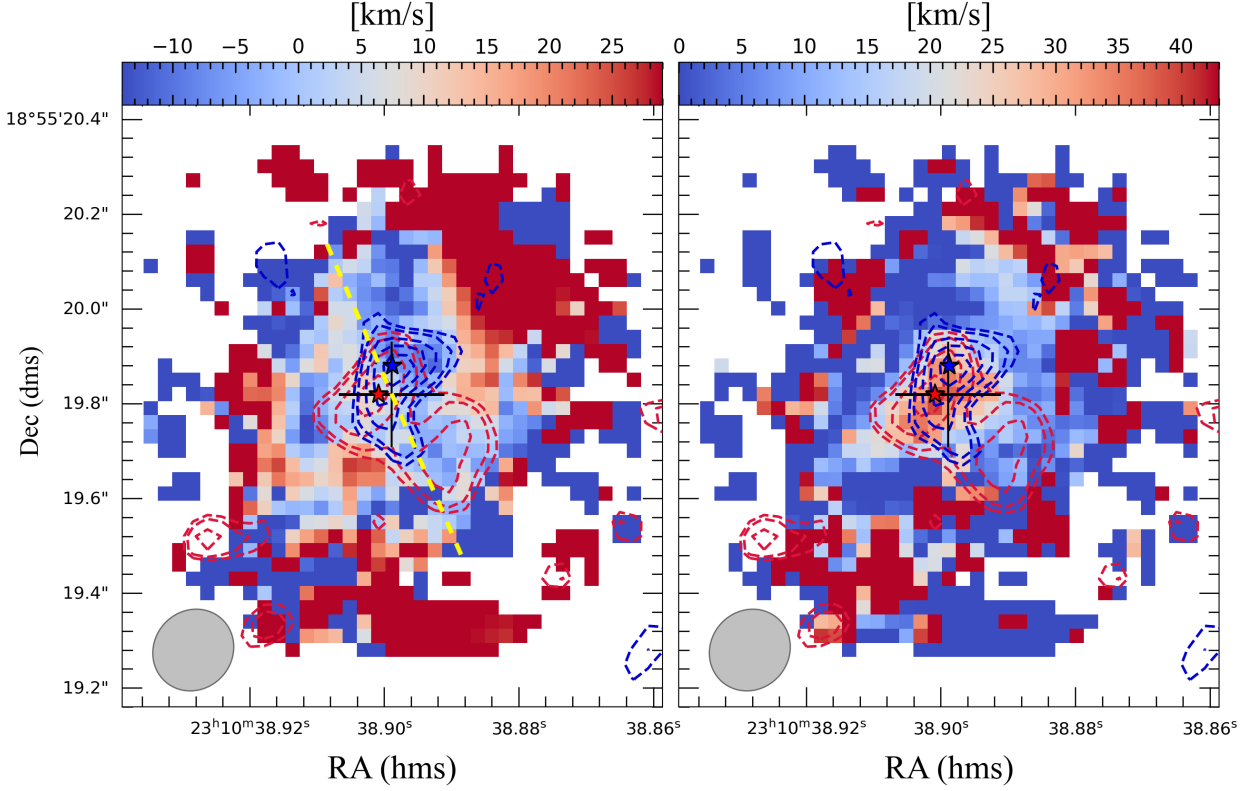 [km/s] [km/s]
−10 −5 0 5 10 15 20 25 0 5 10 15 20 25 30 35 40
18°55'20.4"
20.2"
20.0"
19.8"
19.6"
19.4"
19.2"
Dec (dms)
23ʰ10ᵐ38.92ˢ 38.90ˢ 38.88ˢ 38.86ˢ 23ʰ10ᵐ38.92ˢ 38.90ˢ 38.88ˢ 38.86ˢ
RA (hms) RA (hms)